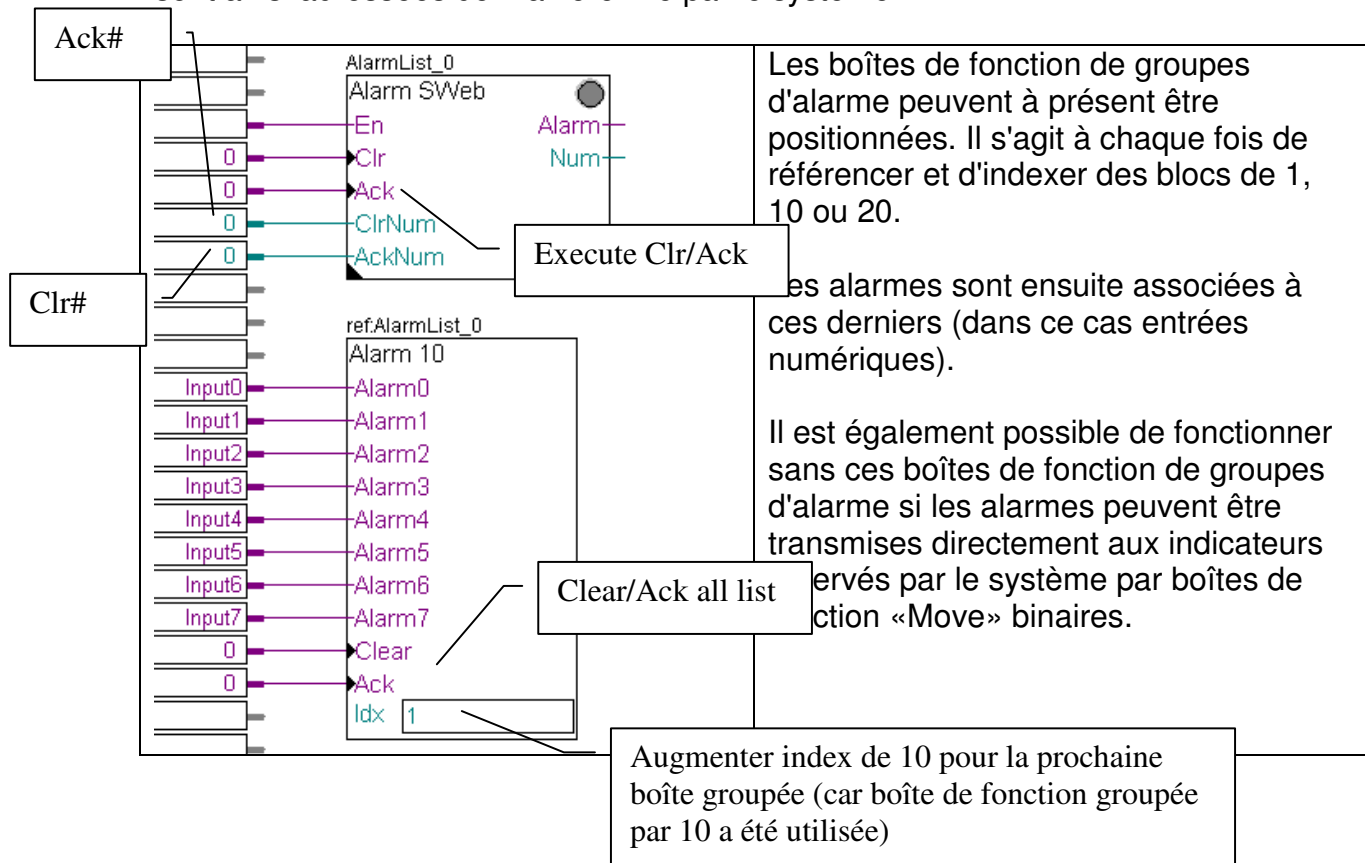 Ack#
AlarmList_0
Alarm SWeb
En
Alarm
0
Clr
Num
0
Ack
0
ClrNum
0
AckNum
Execute Clr/Ack
Clr#
ref:AlarmList_0
Alarm 10
Input0
Alarm0
Input1
Alarm1
Input2
Alarm2
Input3
Alarm3
Input4
Alarm4
Input5
Alarm5
Input6
Alarm6
Input7
Alarm7
Clear/Ack all list
0
Clear
0
Ack
Idx 1
Les boîtes de fonction de groupes
d'alarme peuvent à présent être
positionnées. Il s'agit à chaque fois de
référencer et d'indexer des blocs de 1,
10 ou 20.
es alarmes sont ensuite associées à
ces derniers (dans ce cas entrées
numériques).
Il est également possible de fonctionner
sans ces boîtes de fonction de groupes
d'alarme si les alarmes peuvent être
transmises directement aux indicateurs
ervés par le système par boîtes de
ction «Move» binaires.
Augmenter index de 10 pour la prochaine
boîte groupée (car boîte de fonction groupée
par 10 a été utilisée)